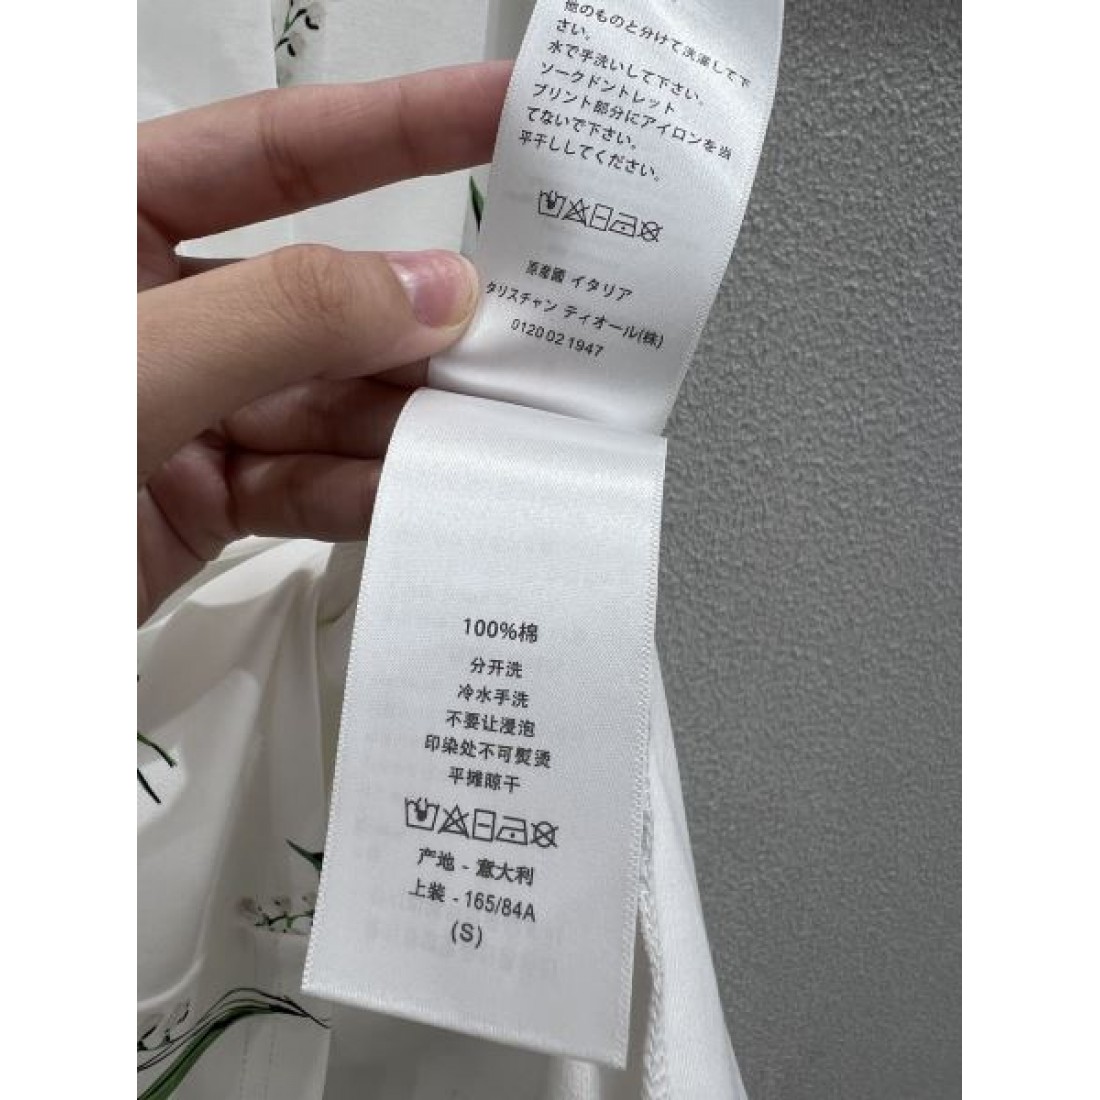 他のものと分けて洗濯して下
さい。
水で手洗いして下さい。
ソークドントレット
プリント部分にアイロンを当
てないで下さい。
平干ししてください。
原産國 イタリア
タリスチャン ティオール(株)
0120 02 1947
100%棉
分开洗
冷水手洗
不要让浸泡
印染处不可熨烫
平摊晾干
产地 - 意大利
上装 - 165/84A
(S)